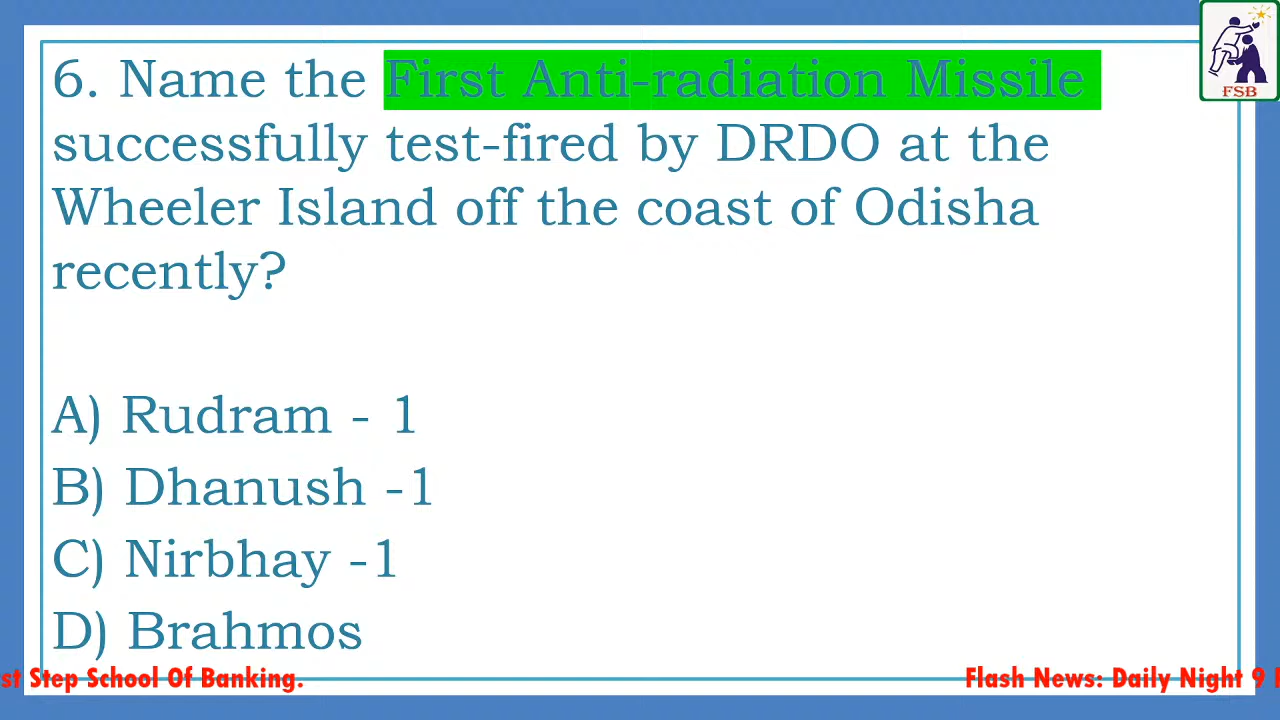 FSB
6. Name the First Anti-radiation Missile
successfully test-fired by DRDO at the
Wheeler Island off the coast of Odisha
recently?
A) Rudram - 1
B) Dhanush -1
C) Nirbhay -1
D) Brahmos
st Step School Of Banking. Flash News: Daily Night 9